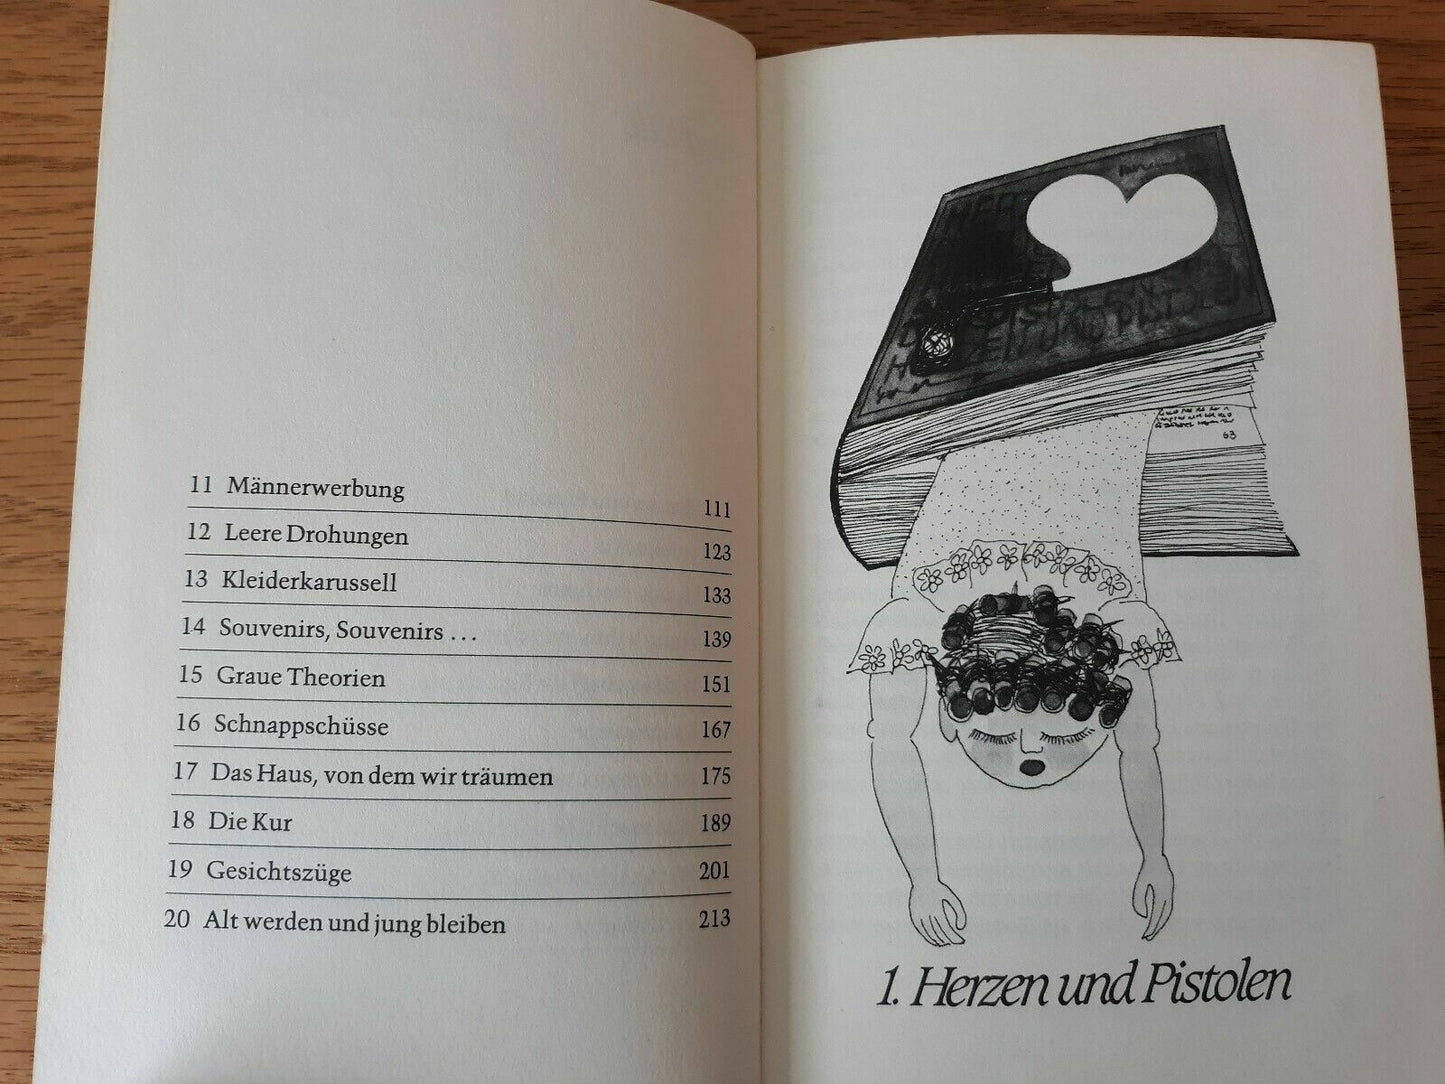 11 Männerwerbung 111
12 Leere Drohungen 123
13 Kleiderkarussell 133
14 Souvenirs, Souvenirs ... 139
15 Graue Theorien 151
16 Schnappschüsse 167
17 Das Haus, von dem wir träumen 175
18 Die Kur 189
19 Gesichtszüge 201
20 Alt werden und jung bleiben 213
UND PISTOLEN
63
1. Herzen und Pistolen